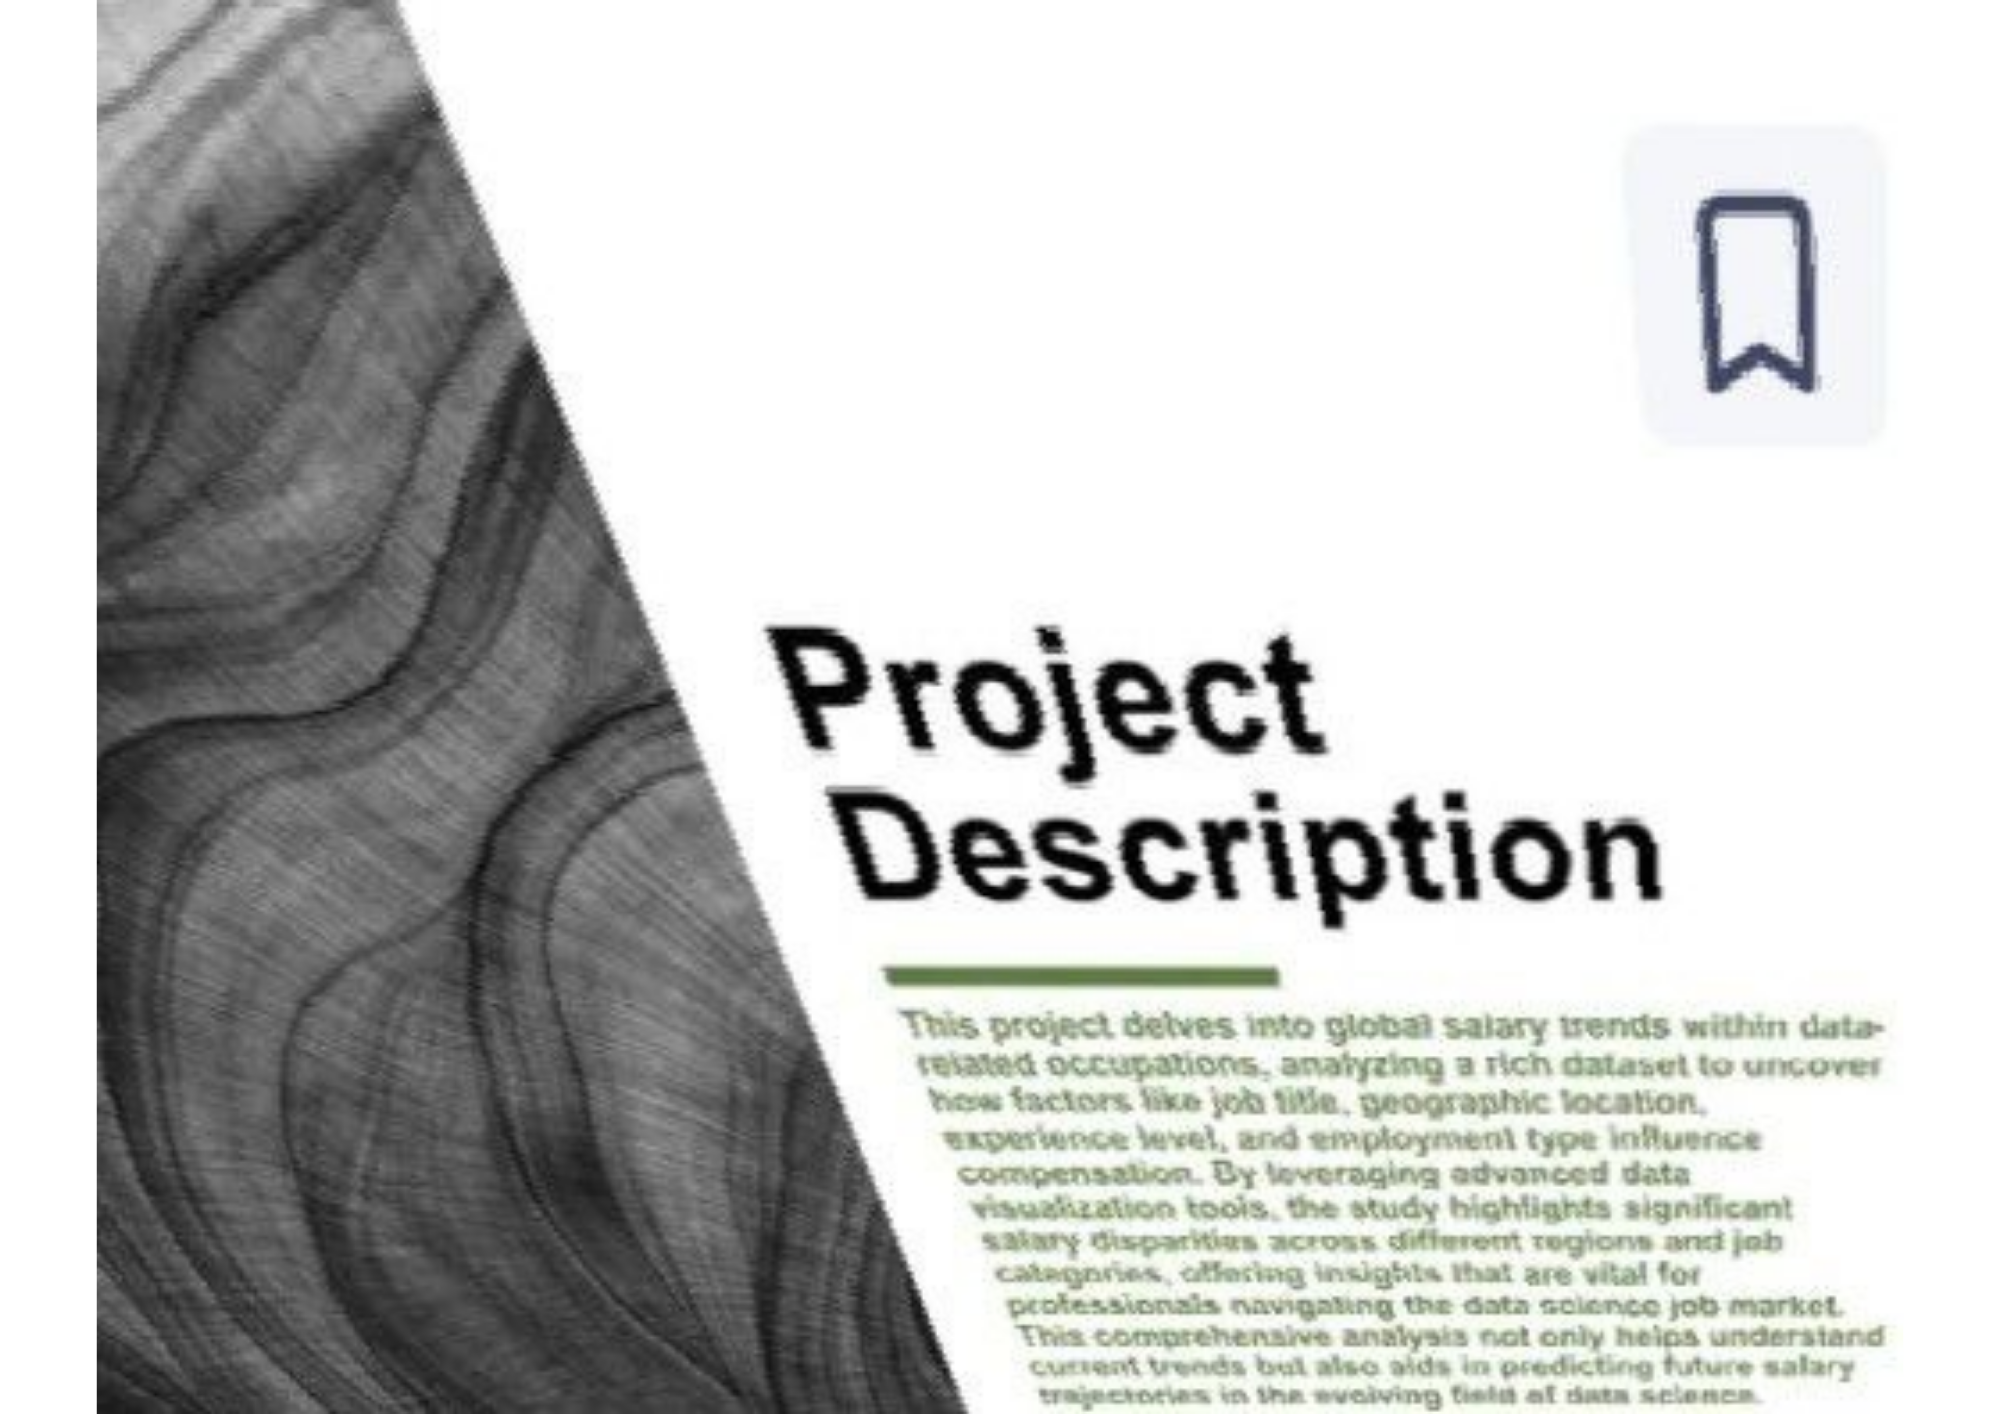 Project
Description
This project delves into global salary trends within data-
related occupations, analyzing a rich dataset to uncover
how factors like job title, geographic location,
experience level, and employment type influence
compensation. By leveraging advanced data
visualization tools, the study highlights significant
salary disparities across different regions and job
categories, offering insights that are vital for
professionals navigating the data science job market.
This comprehensive analysis not only helps understand
current trends but also aids in predicting future salary
trajectories in the evolving field of data science.